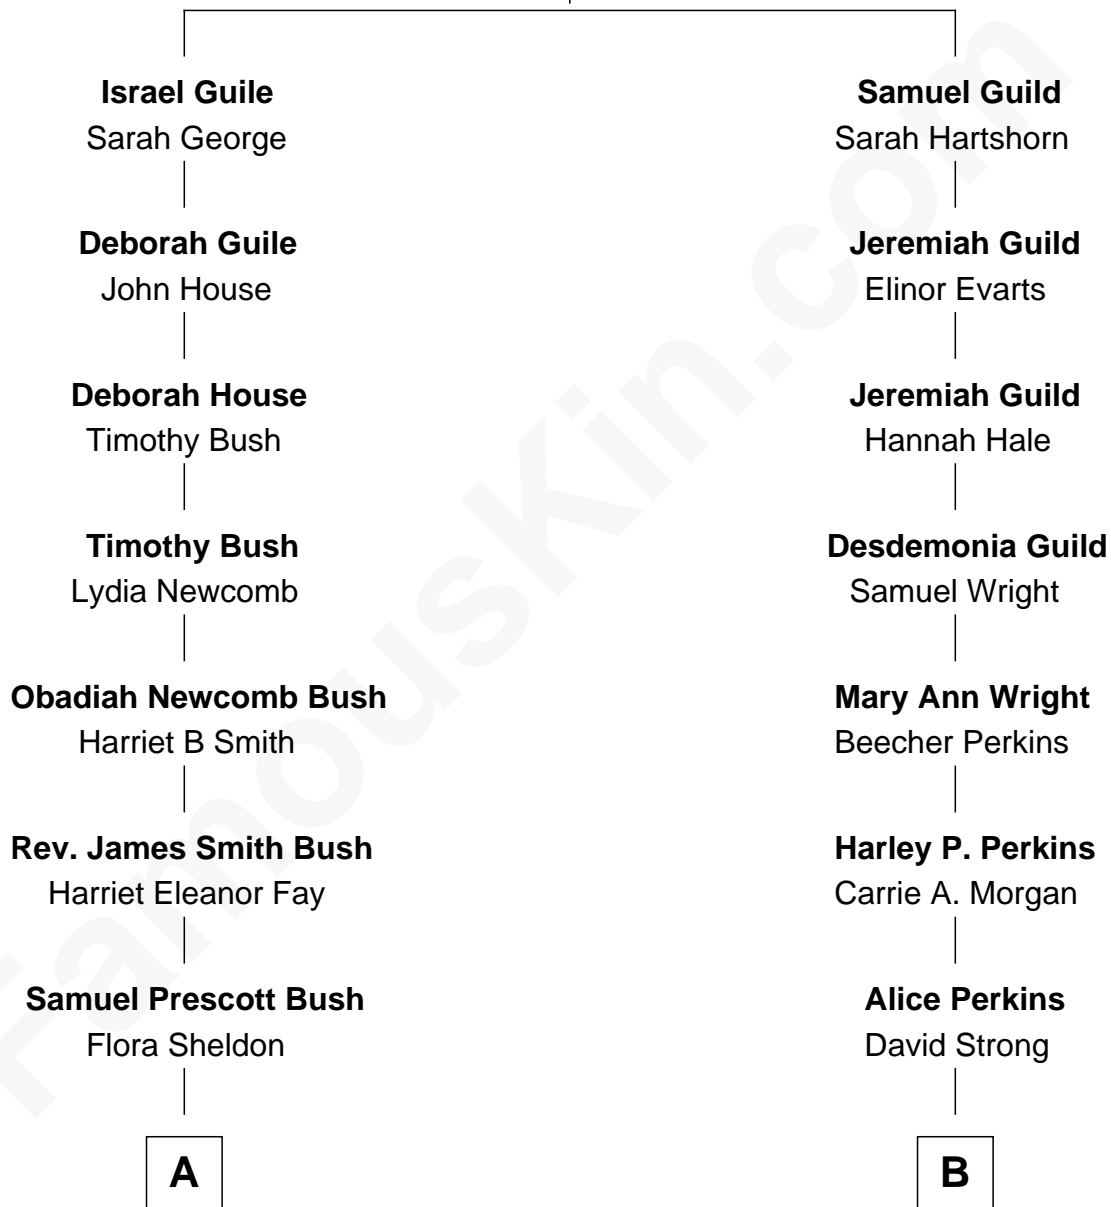 Israel Guile
Sarah George
Samuel Guild
Sarah Hartshorn
Deborah Guile
John House
Jeremiah Guild
Elinor Evarts
Deborah House
Timothy Bush
Jeremiah Guild
Hannah Hale
Timothy Bush
Lydia Newcomb
Desdemonia Guild
Samuel Wright
Obadiah Newcomb Bush
Harriet B Smith
Mary Ann Wright
Beecher Perkins
Rev. James Smith Bush
Harriet Eleanor Fay
Harley P. Perkins
Carrie A. Morgan
Samuel Prescott Bush
Flora Sheldon
Alice Perkins
David Strong
A
B
FamousKin.com